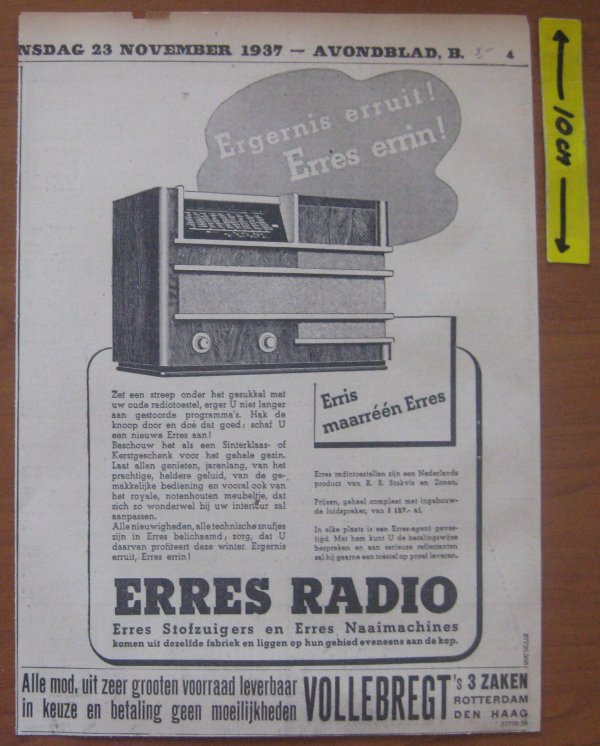 NSDAG 23 NOVEMBER 1937 — AVONDBLAD, B. 4
10 cm
Ergernis erruit!
Erres errin!
Zet een streep onder het gesukkel met
uw oude radiotoestel, erger U niet langer
aan gestoorde programma's. Hak de
knoop door en doe dat goed: schaf U
een nieuwe Erres aan!
Beschouw het als een Sinterklaas- of
Kerstgeschenk voor het gehele gezin.
Laat allen genieten, jarenlang, van het
prachtige, heldere geluid, van de ge-
makkelijke bediening en vooral ook van
het royale, notenhouten meubeltje, dat
zich zo wonderwel bij uw interieur zal
aanpassen.
Alle nieuwigheden, alle technische snufjes
zijn in Erres belichaamd; zorg, dat U
daarvan profiteert deze winter. Ergernis
erruit, Erres errin!
Erris
maarréén Erres
Erres radiotoestellen zijn een Nederlands
product van R. S. Stokvis en Zonen.
Prijzen, geheel compleet met ingebouw-
de luidspreker, van f 127.- af.
In elke plaats is een Erres-agent geves-
tigd. Met hem kunt U de betalingswijze
bespreken en aan serieuze reflectanten
zal hij gaarne een toestel op proef leveren.
ERRES RADIO
Erres Stofzuigers en Erres Naaimachines
komen uit dezelfde fabriek en liggen op hun gebied eveneens aan de kop.
Alle mod. uit zeer grooten voorraad leverbaar
in keuze en betaling geen moeilijkheden
VOLLEBREGT
's 3 ZAKEN
ROTTERDAM
DEN HAAG